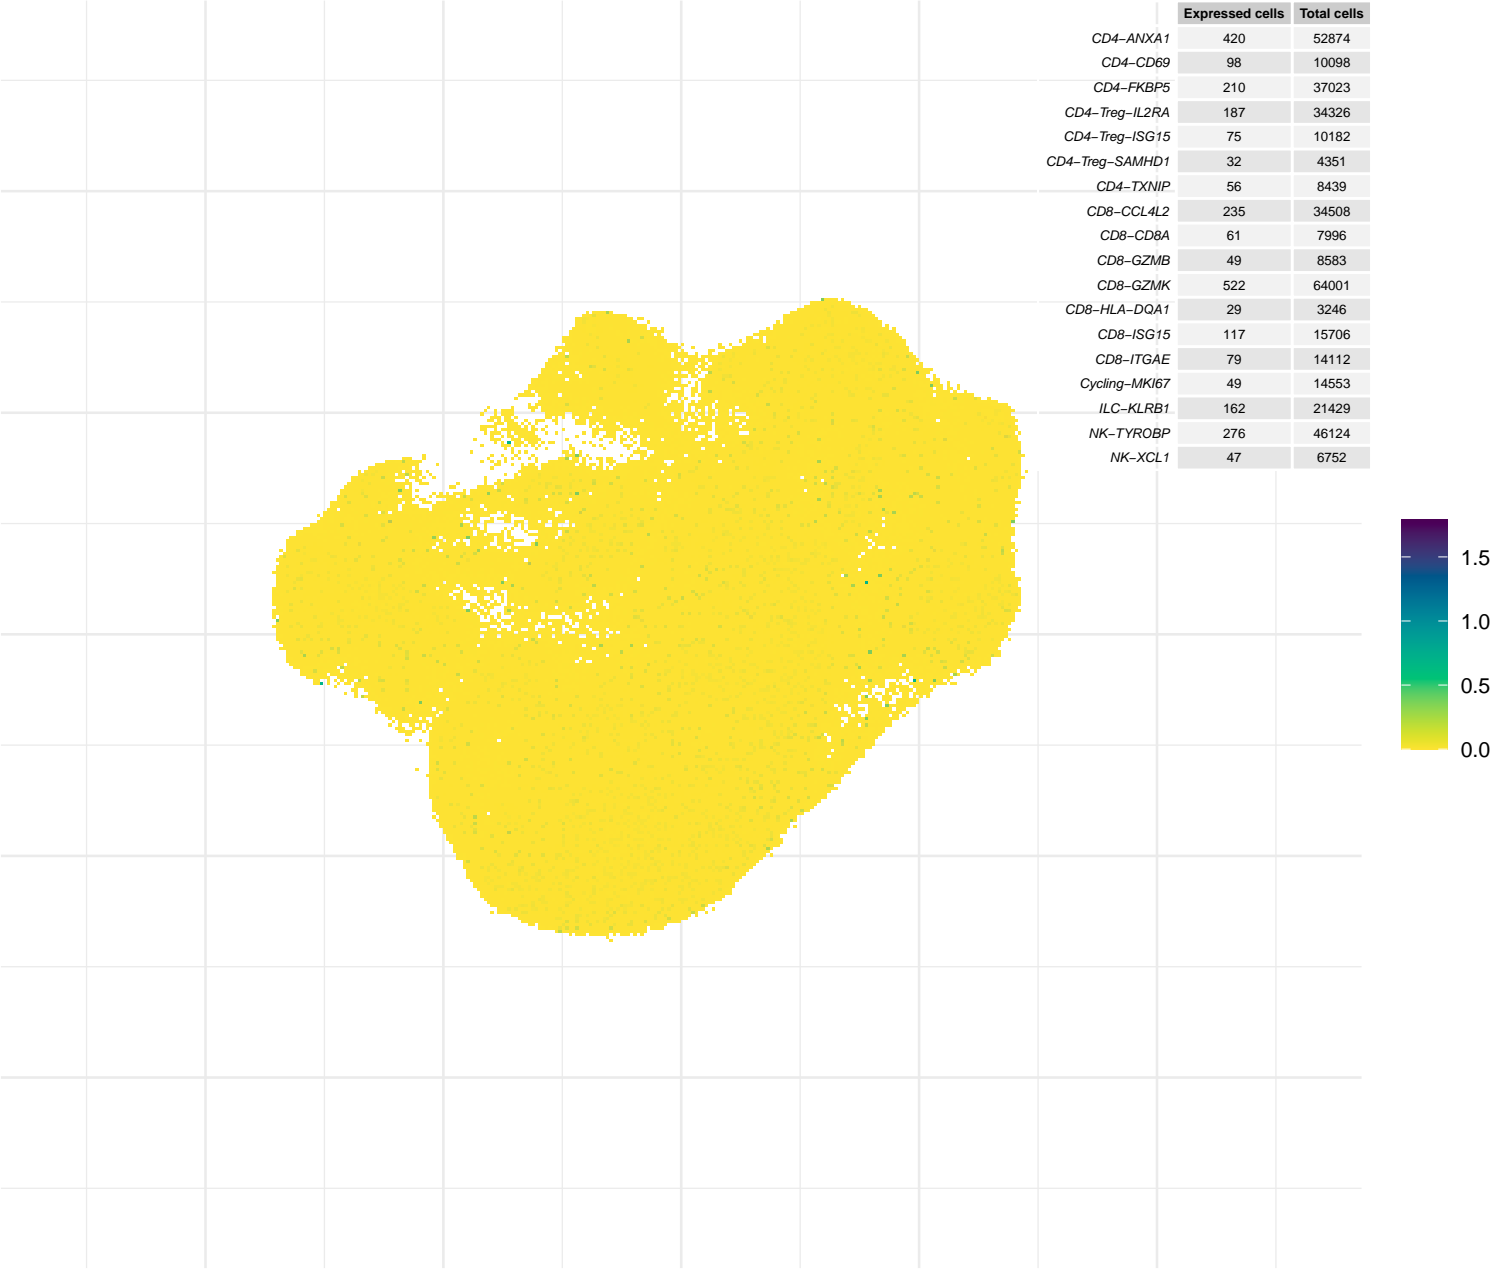 Expressed cells Total cells
CD4−ANXA1 420 52874
CD4−CD69 98 10098
CD4−FKBP5 210 37023
CD4−Treg−IL2RA 187 34326
CD4−Treg−ISG15 75 10182
CD4−Treg−SAMHD1 32 4351
CD4−TXNIP 56 8439
CD8−CCL4L2 235 34508
CD8−CD8A 61 7996
CD8−GZMB 49 8583
CD8−GZMK 522 64001
CD8−HLA−DQA1 29 3246
CD8−ISG15 117 15706
CD8−ITGAE 79 14112
Cycling−MKI67 49 14553
ILC−KLRB1 162 21429
NK−TYROBP 276 46124
NK−XCL1 47 6752
1.5
1.0
0.5
0.0